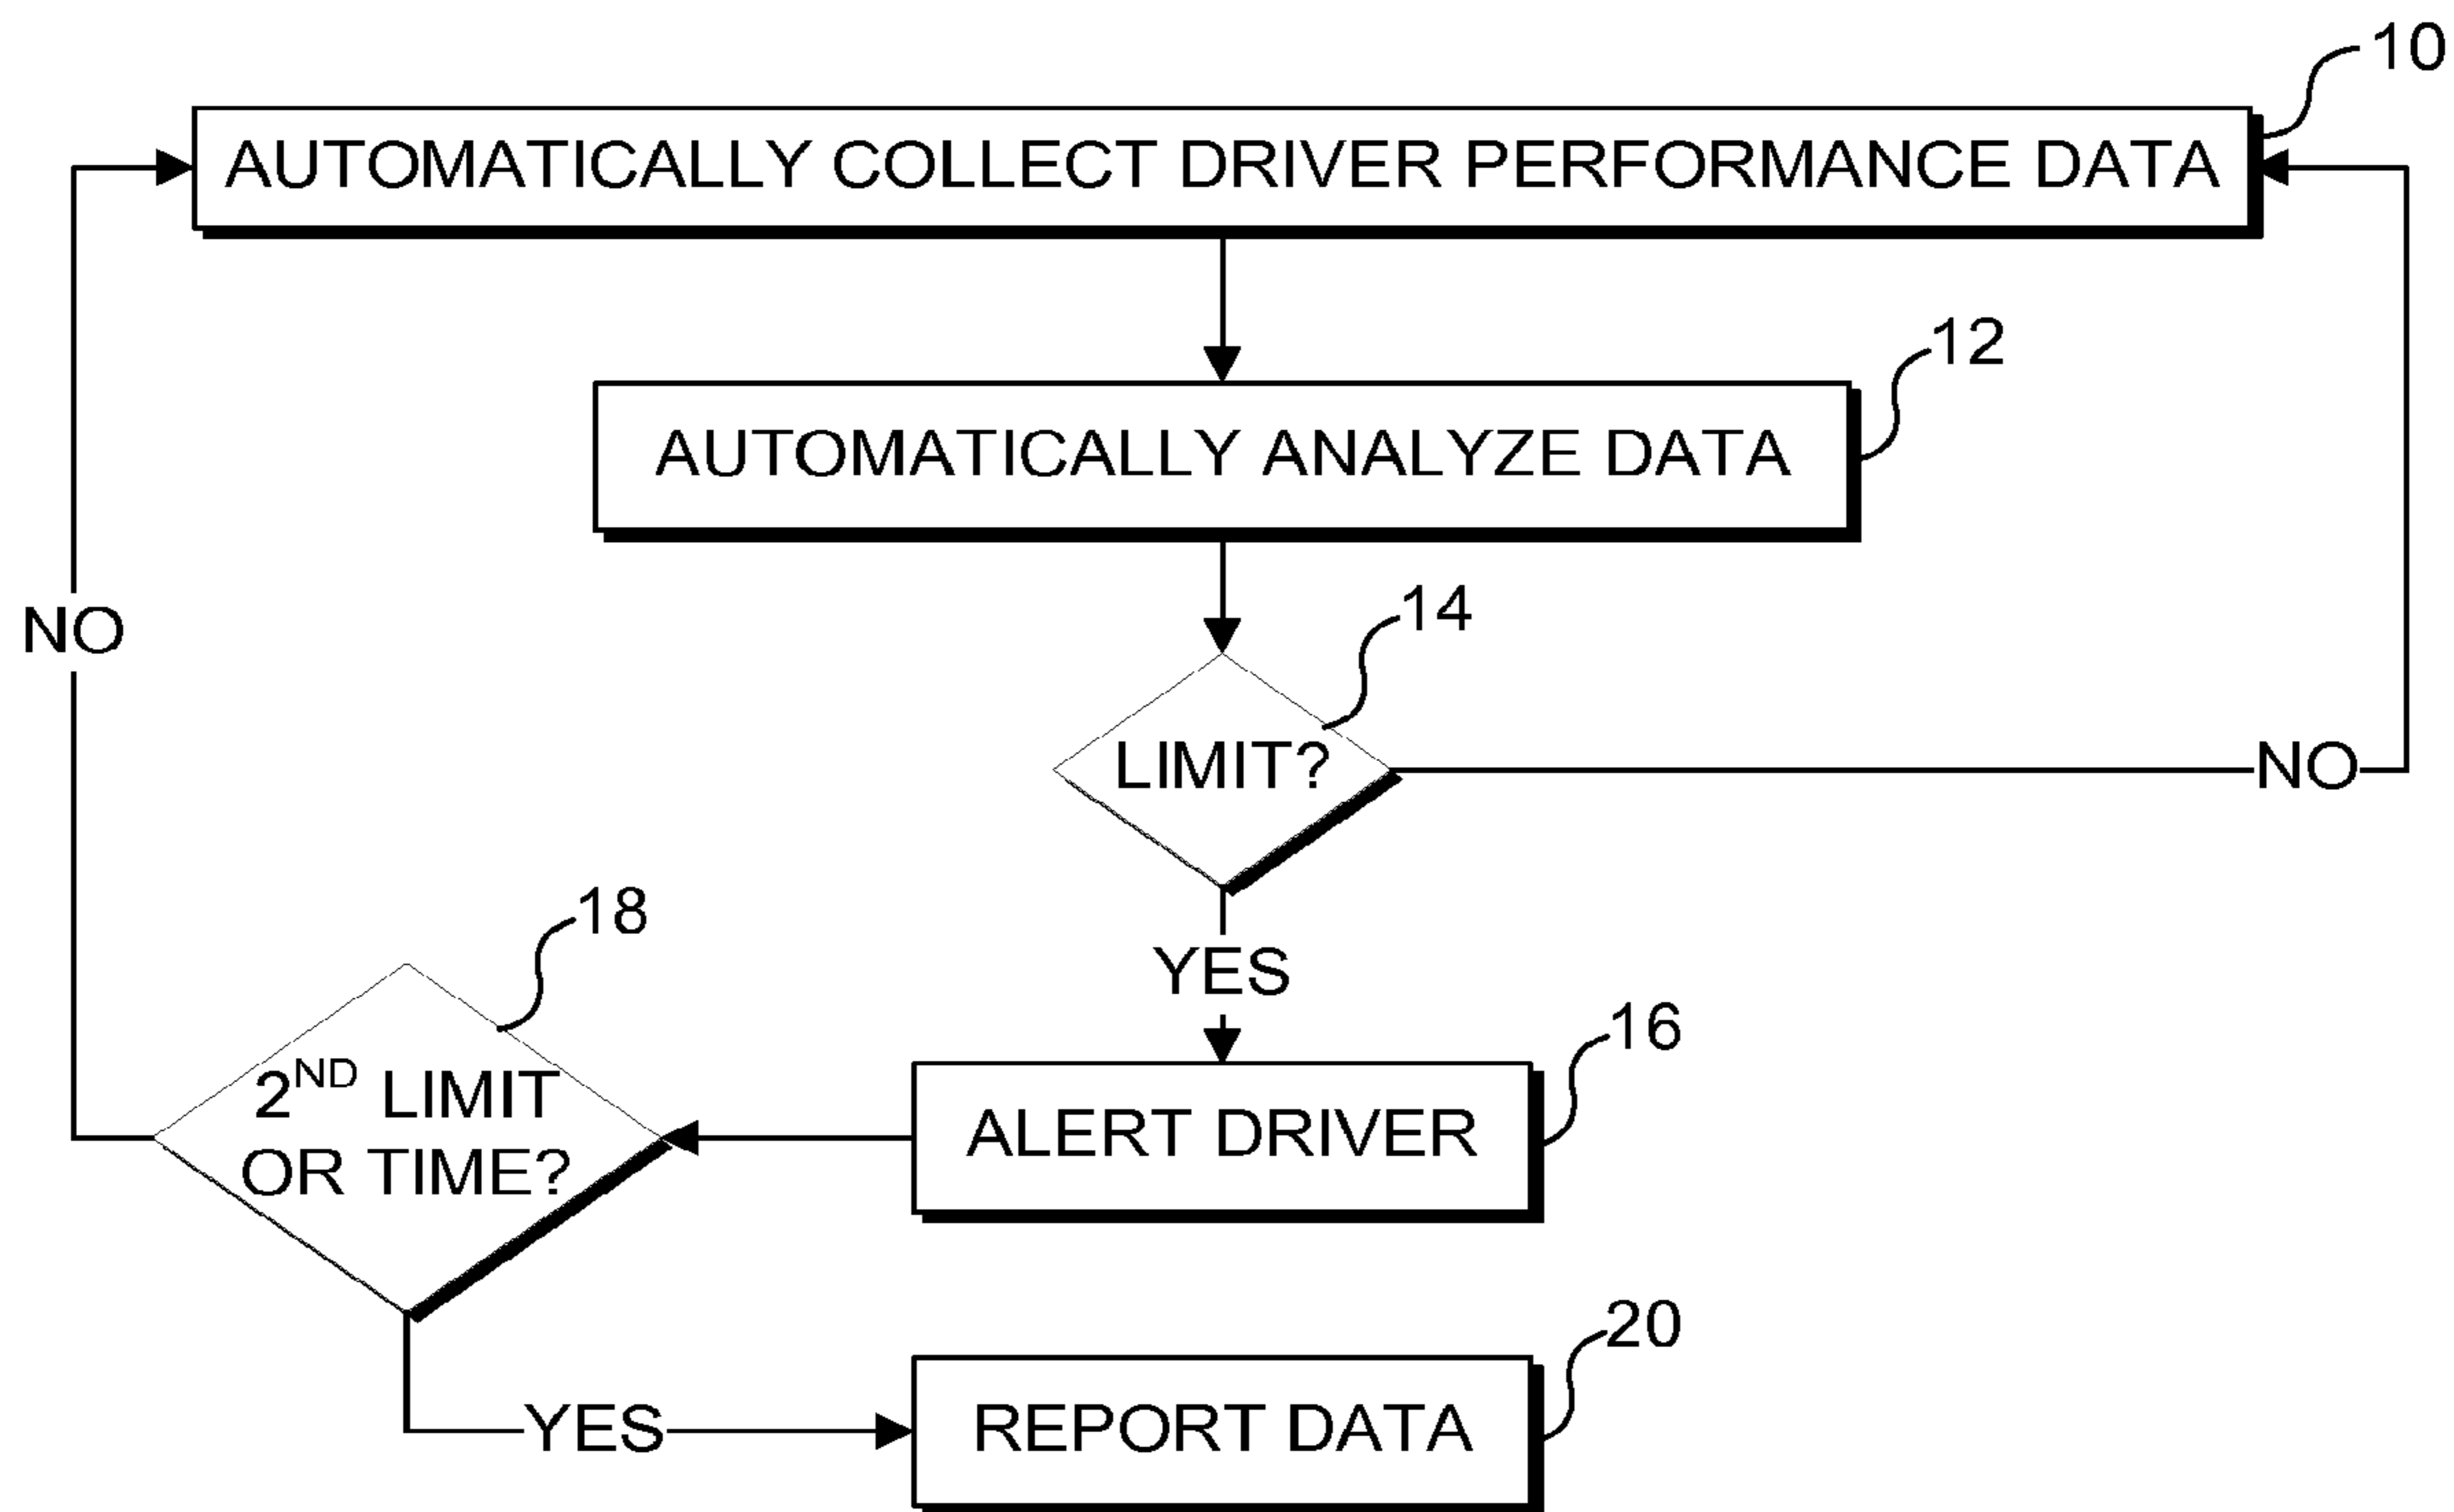 10
AUTOMATICALLY COLLECT DRIVER PERFORMANCE DATA
12
AUTOMATICALLY ANALYZE DATA
14
NO
LIMIT?
NO
18
YES
16
2ND LIMIT
OR TIME?
ALERT DRIVER
20
YES
REPORT DATA